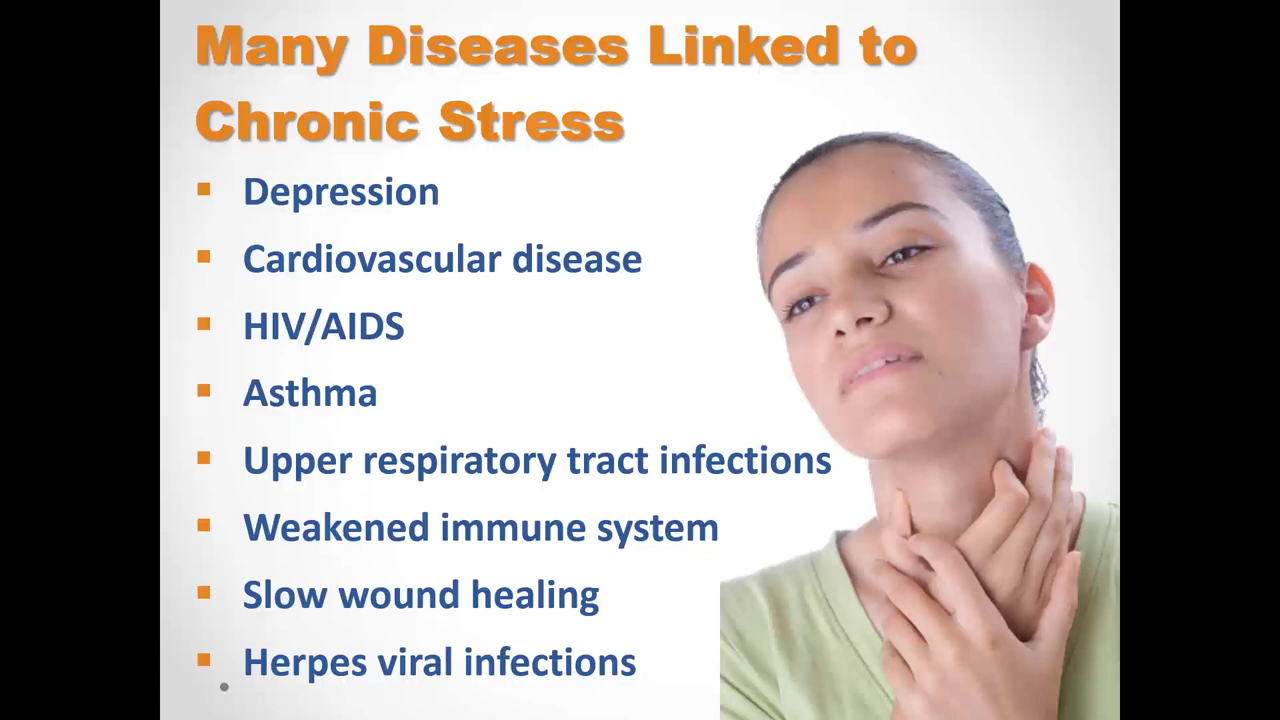 Many Diseases Linked to
Chronic Stress
Depression
Cardiovascular disease
HIV/AIDS
Asthma
Upper respiratory tract infections
Weakened immune system
Slow wound healing
Herpes viral infections